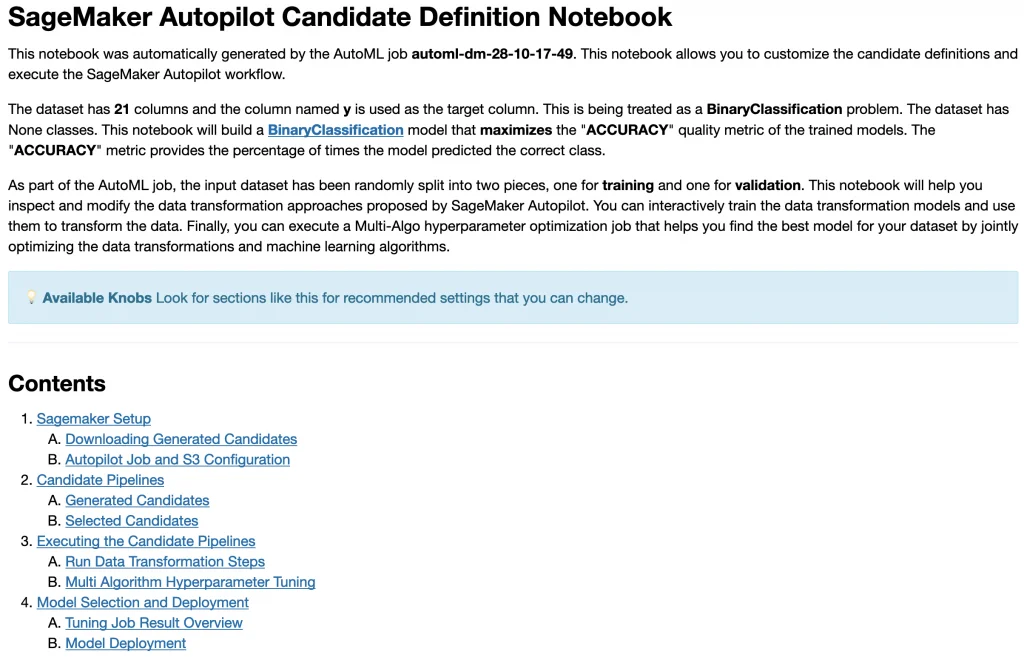 SageMaker Autopilot Candidate Definition Notebook
This notebook was automatically generated by the AutoML job automl-dm-28-10-17-49. This notebook allows you to customize the candidate definitions and
execute the SageMaker Autopilot workflow.
The dataset has 21 columns and the column named y is used as the target column. This is being treated as a BinaryClassification problem. The dataset has
None classes. This notebook will build a BinaryClassification model that maximizes the "ACCURACY" quality metric of the trained models. The
"ACCURACY" metric provides the percentage of times the model predicted the correct class.
As part of the AutoML job, the input dataset has been randomly split into two pieces, one for training and one for validation. This notebook will help you
inspect and modify the data transformation approaches proposed by SageMaker Autopilot. You can interactively train the data transformation models and use
them to transform the data. Finally, you can execute a Multi-Algo hyperparameter optimization job that helps you find the best model for your dataset by jointly
optimizing the data transformations and machine learning algorithms.
💡 Available Knobs Look for sections like this for recommended settings that you can change.
Contents
1. Sagemaker Setup
A. Downloading Generated Candidates
B. Autopilot Job and S3 Configuration
2. Candidate Pipelines
A. Generated Candidates
B. Selected Candidates
3. Executing the Candidate Pipelines
A. Run Data Transformation Steps
B. Multi Algorithm Hyperparameter Tuning
4. Model Selection and Deployment
A. Tuning Job Result Overview
B. Model Deployment